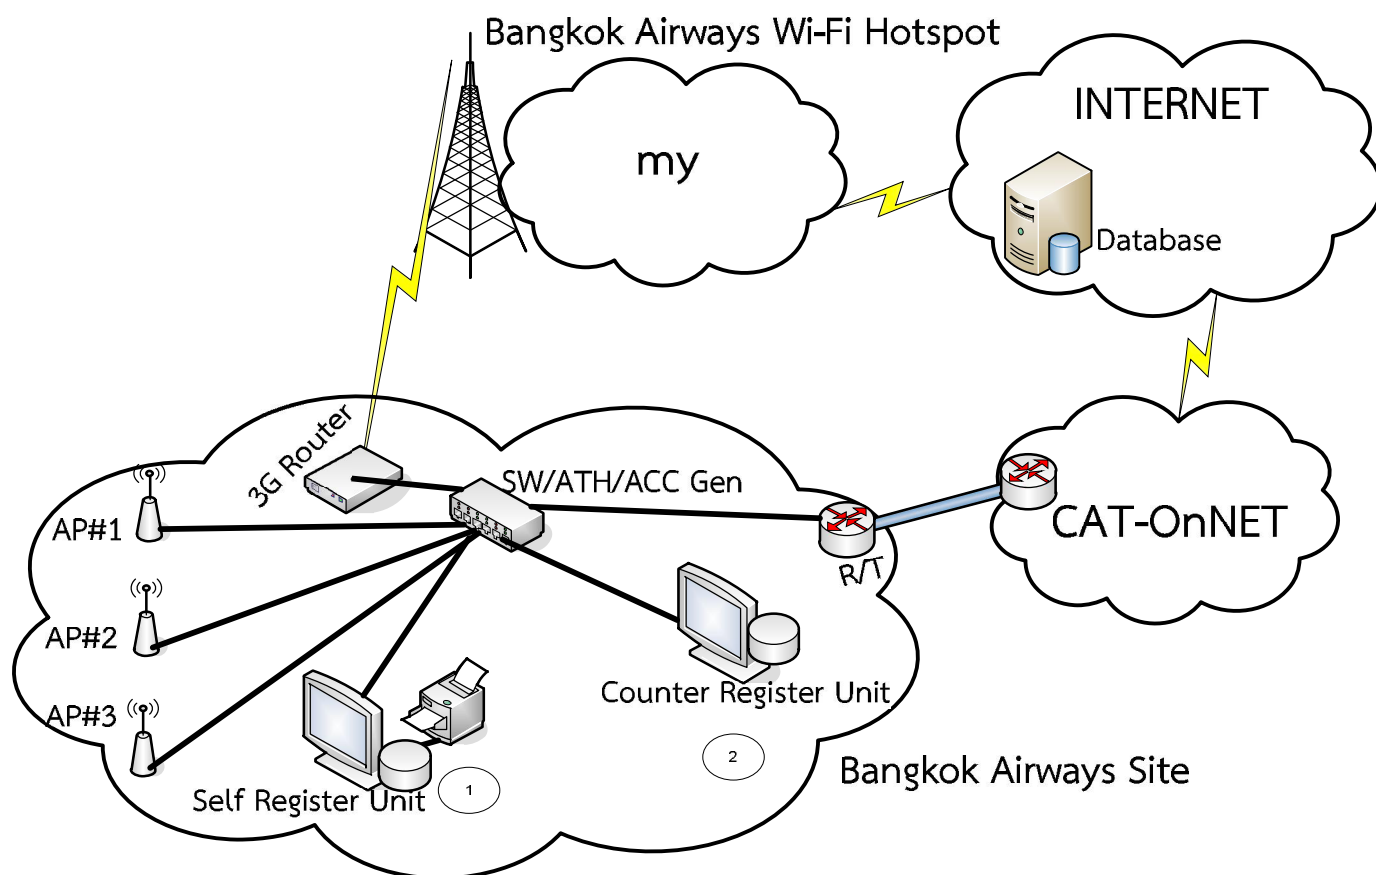 Bangkok Airways Wi-Fi Hotspot
my
INTERNET
Database
3G Router
SW/ATH/ACC Gen
AP#1
CAT-OnNET
R/T
AP#2
Counter Register Unit
AP#3
2
Bangkok Airways Site
Self Register Unit
1